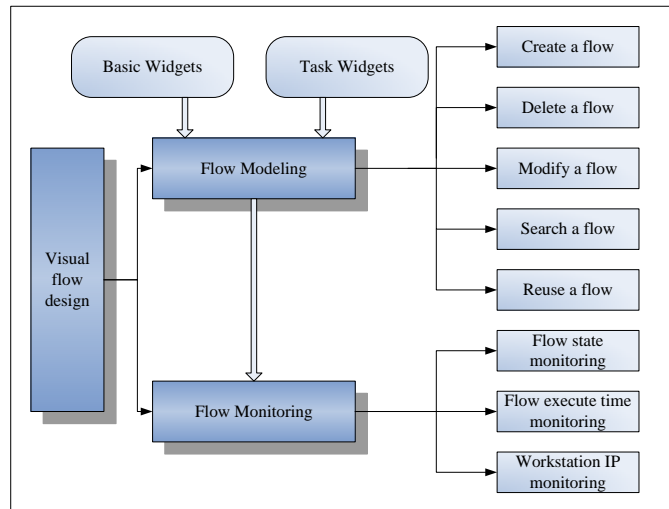 Basic Widgets
Task Widgets
Visual
flow
design
Flow Modeling
Flow Monitoring
Create a flow
Delete a flow
Modify a flow
Search a flow
Reuse a flow
Flow state
monitoring
Flow execute time
monitoring
Workstation IP
monitoring